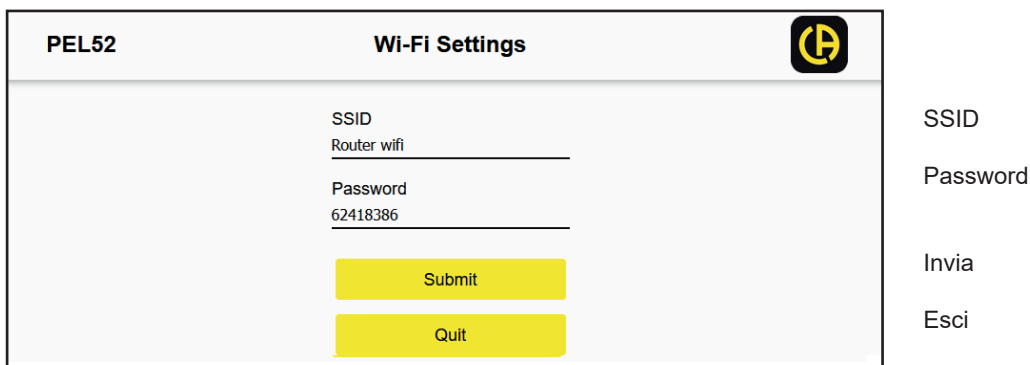 PEL52 Wi-Fi Settings
SSID SSID
Router wifi
Password Password
62418386
Submit Invia
Quit Esci